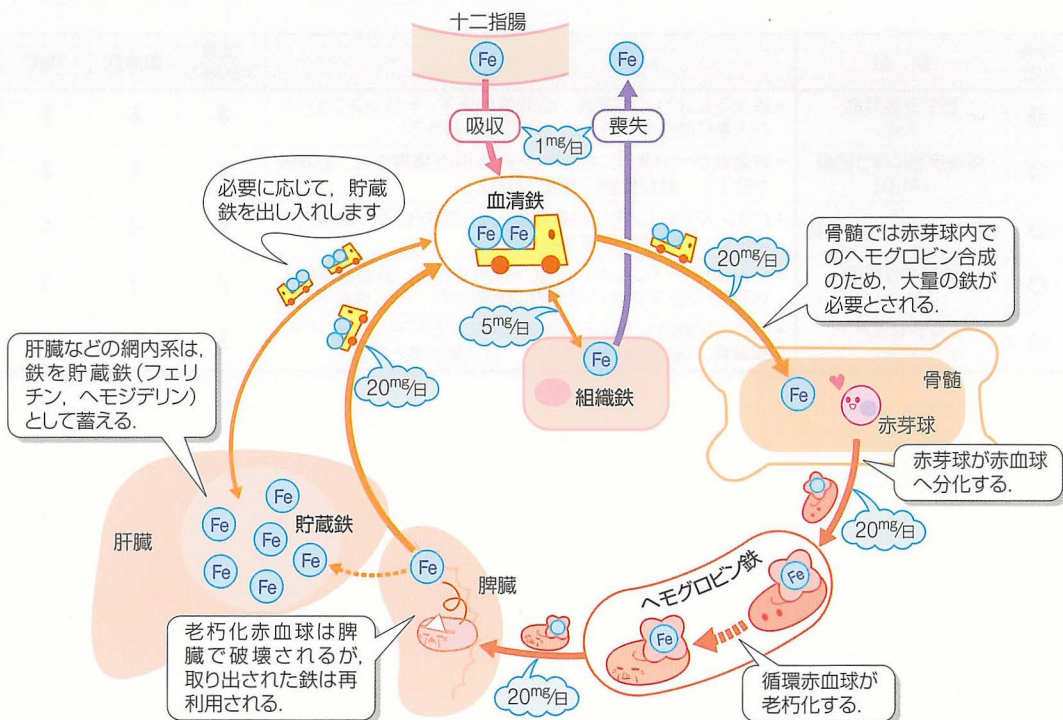 十二指腸
Fe
Fe
吸収
1mg/日
喪失
必要に応じて，貯蔵
鉄を出し入れします
血清鉄
Fe Fe
20mg/日
骨髄では赤芽球内で
のヘモグロビン合成
のため，大量の鉄が
必要とされる．
5mg/日
Fe
組織鉄
20mg/日
肝臓などの網内系は，
鉄を貯蔵鉄（フェリ
チン，ヘモジデリン）
として蓄える．
骨髄
Fe
赤芽球
赤芽球が赤血球
へ分化する．
20mg/日
肝臓
貯蔵鉄
Fe
Fe
Fe
Fe
Fe
Fe
Fe
脾臓
ヘモグロビン鉄
Fe
Fe
老朽化赤血球は脾
臓で破壊されるが，
取り出された鉄は再
利用される．
20mg/日
循環赤血球が
老朽化する．